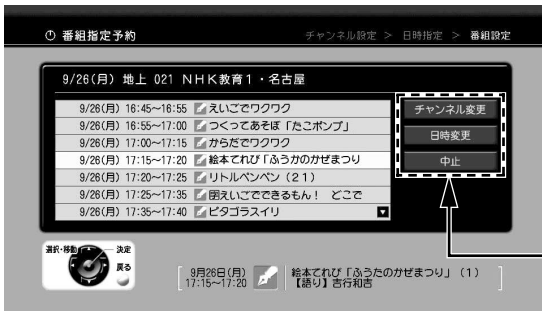 番組指定予約
チャンネル設定 > 日時指定 > 番組設定
9/26(月) 地上 021 NHK教育1・名古屋
9/26(月) 16:45~16:55 えいごでワクワク
9/26(月) 16:55~17:00 つくってあそぼ「たこポンプ」
9/26(月) 17:00~17:15 からだでワクワク
9/26(月) 17:15~17:20 絵本てれび「ふうかのかぜまつり
9/26(月) 17:20~17:25 リトルペンペン(21)
9/26(月) 17:25~17:35 図えいごでできるもん! どこで
9/26(月) 17:35~17:40 ピタゴラスイリ
チャンネル変更
日時変更
中止
選択・移動
決定
戻る
9月26日(月)
17:15~17:20
絵本てれび「ふうたのかぜまつり」(1)
【語り】吉行和吉